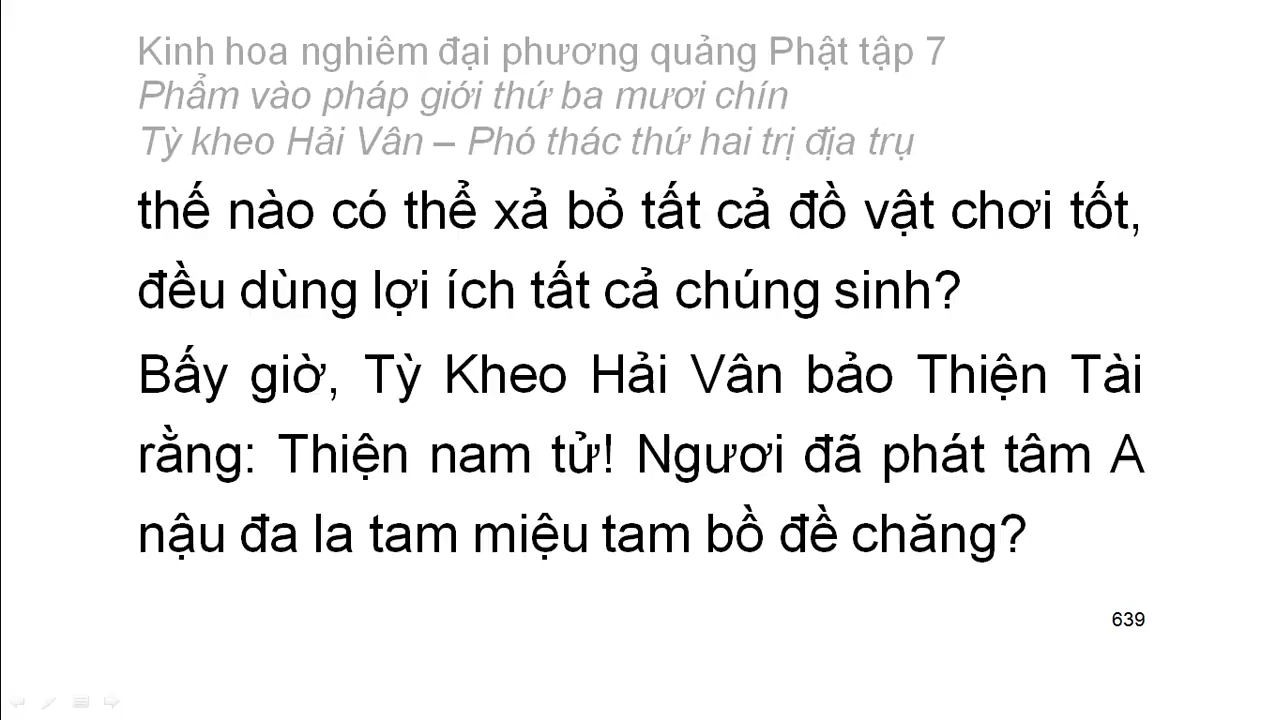 Kinh hoa nghiêm đại phương quảng Phật tập 7
Phẩm vào pháp giới thứ ba mươi chín
Tỳ kheo Hải Vân – Phó thác thứ hai trị địa trụ
thế nào có thể xả bỏ tất cả đồ vật chơi tốt,
đều dùng lợi ích tất cả chúng sinh?
Bấy giờ, Tỳ Kheo Hải Vân bảo Thiện Tài
rằng: Thiện nam tử! Ngươi đã phát tâm A
nậu đa la tam miệu tam bồ đề chăng?
639